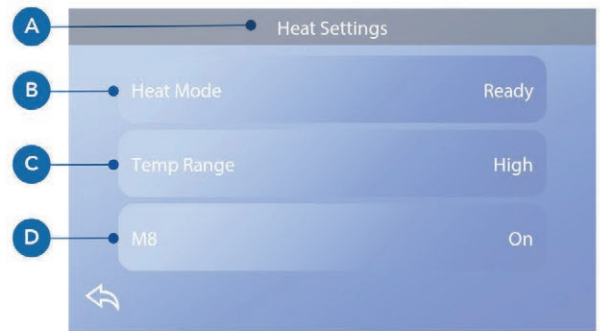 A Heat Settings
B Heat Mode Ready
C Temp Range High
D M8 On